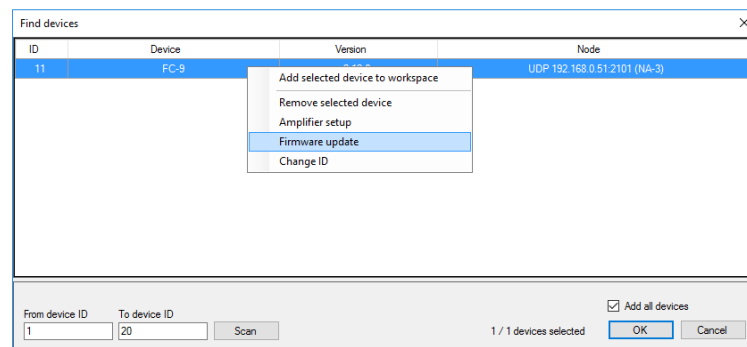 Find devices
ID Device Version Node
11 FC-9 UDP 192.168.0.51:2101 (NA-3)
Add selected device to workspace
Remove selected device
Amplifier setup
Firmware update
Change ID
Add all devices
From device ID To device ID
1 20 Scan 1 / 1 devices selected OK Cancel